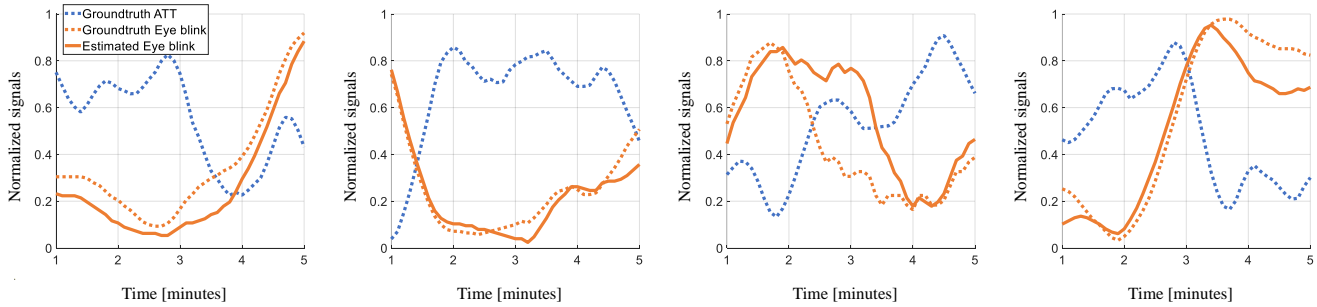 Groundtruth ATT
Groundtruth Eye blink
Estimated Eye blink
Normalized signals
1
0.8
0.6
0.4
0.2
0
1 2 3 4 5
Time [minutes]
Normalized signals
1
0.8
0.6
0.4
0.2
0
1 2 3 4 5
Time [minutes]
Normalized signals
1
0.8
0.6
0.4
0.2
0
1 2 3 4 5
Time [minutes]
Normalized signals
1
0.8
0.6
0.4
0.2
0
1 2 3 4 5
Time [minutes]